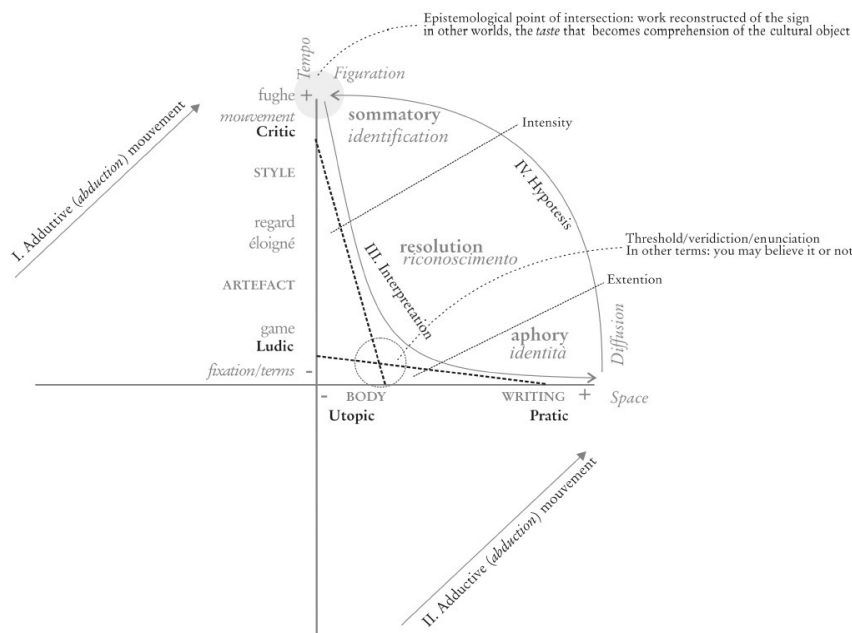 Epistemological point of intersection: work reconstructed of the sign
in other worlds, the taste that becomes comprehension of the cultural object
Tempo
Figuration
fughe
+
mouvement
Critic
sommatory
identification
Intensity
I. Adduttive (abduction) mouvement
STYLE
IV. Hypotesis
regard
éloigné
resolution
riconoscimento
Threshold/veridiction/enunciation
In other terms: you may believe it or not
III. Interpretation
Extention
ARTEFACT
game
Ludic
aphory
identità
Diffusion
fixation/terms
-
-
BODY
WRITING
+
Space
Utopic
Pratic
II. Adductive (abduction) mouvement